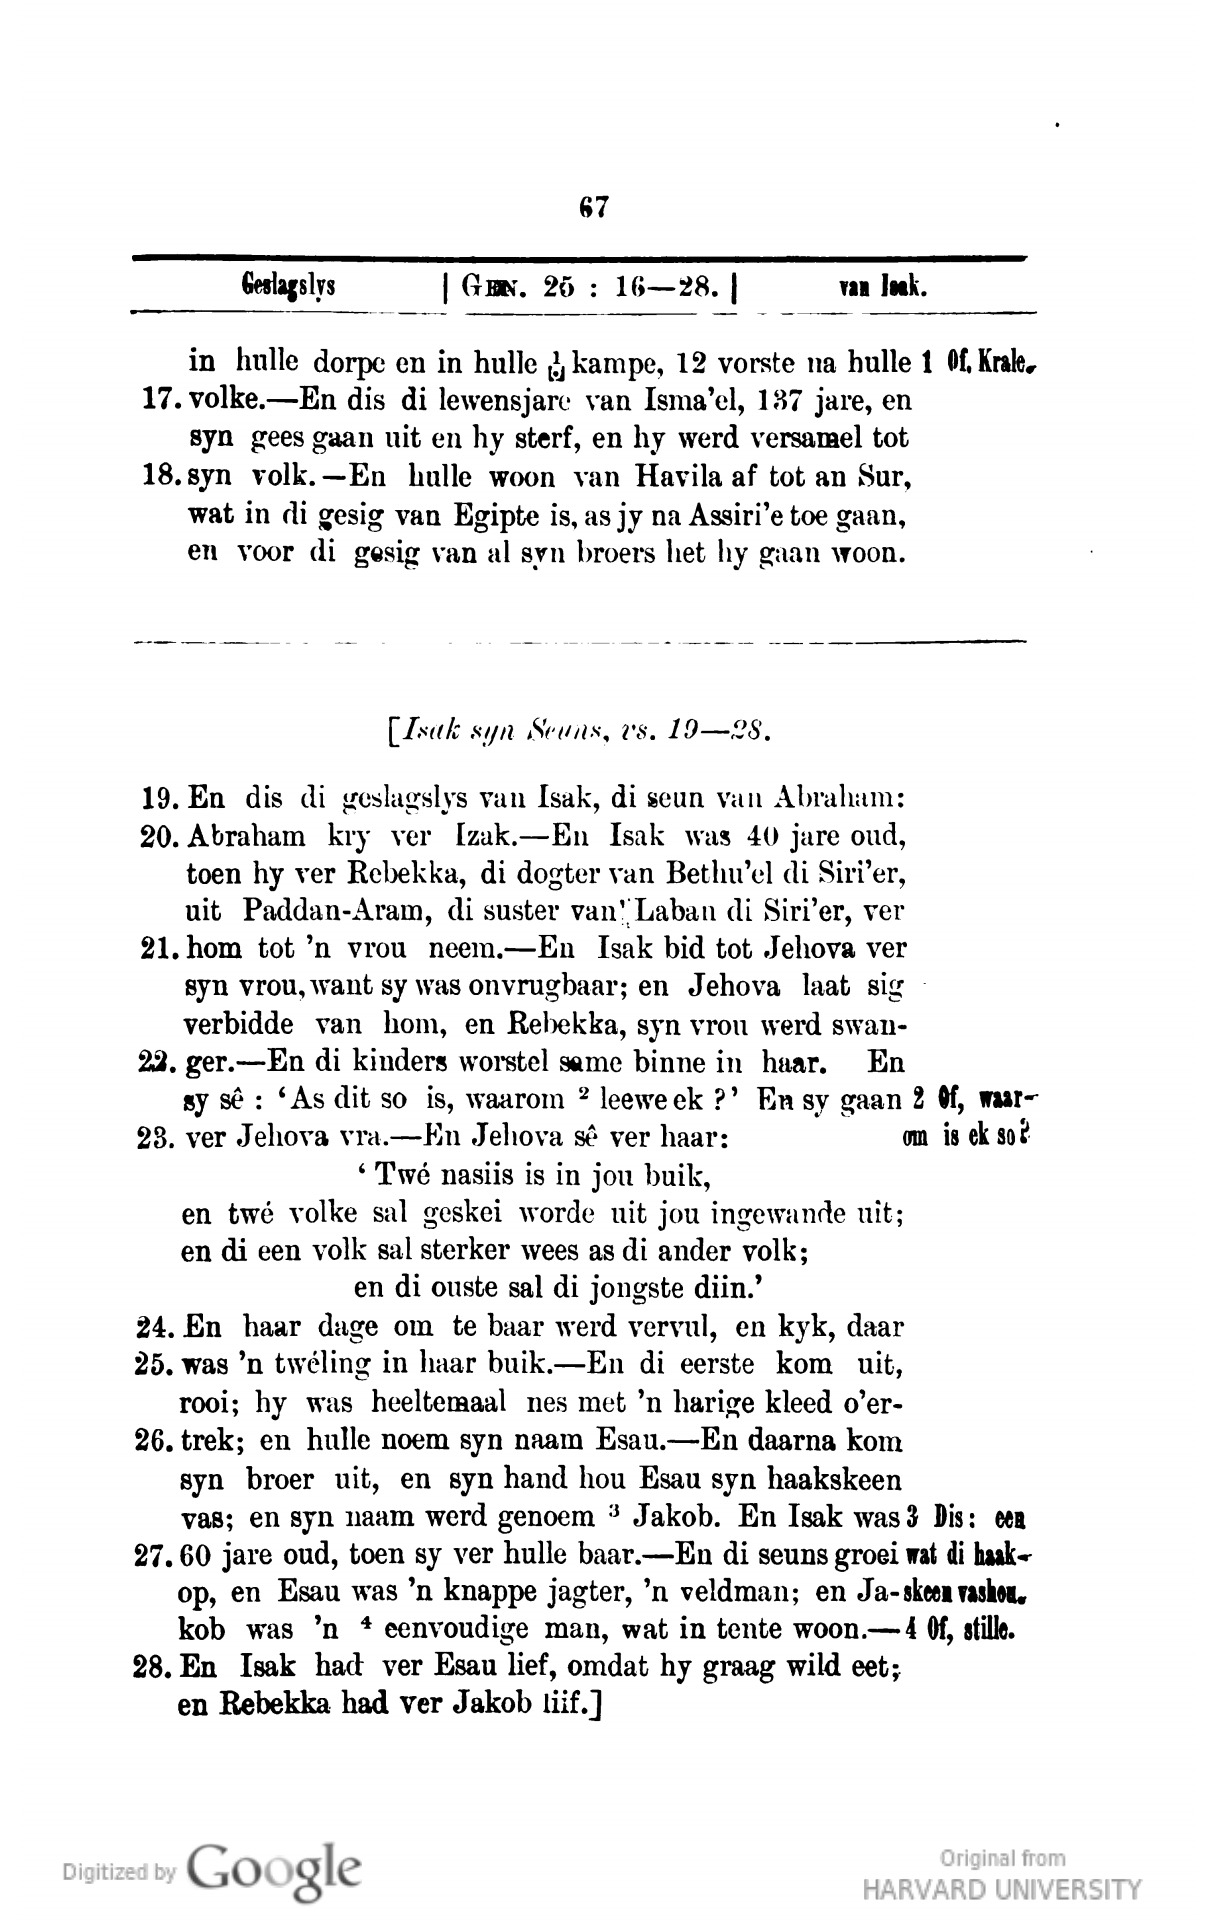 67
Geslagslys | GEN. 25 : 16—28. | van Isak.
in hulle dorpe en in hulle 1 kampe, 12 vorste na hulle 1 Of, Krale.
17. volke.—En dis di lewensjare van Isma'el, 137 jare, en
syn gees gaan uit en hy sterf, en hy werd versamel tot
18. syn volk.—En hulle woon van Havila af tot an Sur,
wat in di gesig van Egipte is, as jy na Assiri'e toe gaan,
en voor di gesig van al syn broers het hy gaan woon.
[Isak syn Seuns, vs. 19—28.
19. En dis di geslagslys van Isak, di seun van Abraham:
20. Abraham kry ver Izak.—En Isak was 40 jare oud,
toen hy ver Rebekka, di dogter van Bethu'el di Siri'er,
uit Paddan-Aram, di suster van Laban di Siri'er, ver
21. hom tot 'n vrou neem.—En Isak bid tot Jehova ver
syn vrou, want sy was onvrugbaar; en Jehova laat sig
verbidde van hom, en Rebekka, syn vrou werd swan-
22. ger.—En di kinders worstel same binne in haar. En
sy sê : ‘As dit so is, waarom ² leewe ek ?’ En sy gaan 2 Of, waar-
23. ver Jehova vra.—En Jehova sê ver haar: om is ek so?
‘ Twé nasiis is in jou buik,
en twé volke sal geskei worde uit jou ingewande uit;
en di een volk sal sterker wees as di ander volk;
en di ouste sal di jongste diin.’
24. En haar dage om te baar werd vervul, en kyk, daar
25. was 'n twéling in haar buik.—En di eerste kom uit,
rooi; hy was heeltemaal nes met 'n harige kleed o'er-
26. trek; en hulle noem syn naam Esau.—En daarna kom
syn broer uit, en syn hand hou Esau syn haakskeen
vas; en syn naam werd genoem ³ Jakob. En Isak was 3 Dis: een
27. 60 jare oud, toen sy ver hulle baar.—En di seuns groei wat di haak-
op, en Esau was 'n knappe jagter, 'n veldman; en Ja- skeen vashou.
kob was 'n ⁴ eenvoudige man, wat in tente woon.— 4 Of, stille.
28. En Isak had ver Esau lief, omdat hy graag wild eet;
en Rebekka had ver Jakob liif.]
Digitized by Google
Original from
HARVARD UNIVERSITY